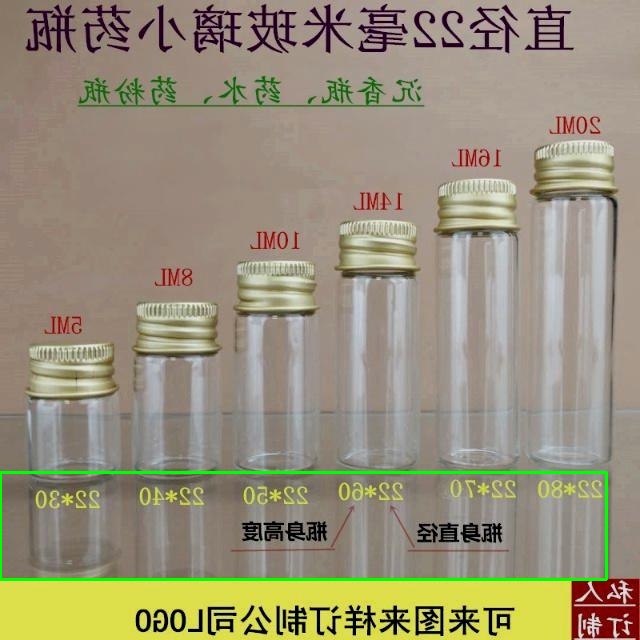 直径22毫米玻璃小药瓶
沉香瓶、药水、药粉瓶
20ML
16ML
14ML
10ML
8ML
5ML
22*80
22*70
22*60
22*50
22*40
22*30
瓶身直径
瓶身高度
可来图来样订制公司LOGO
私人
订制